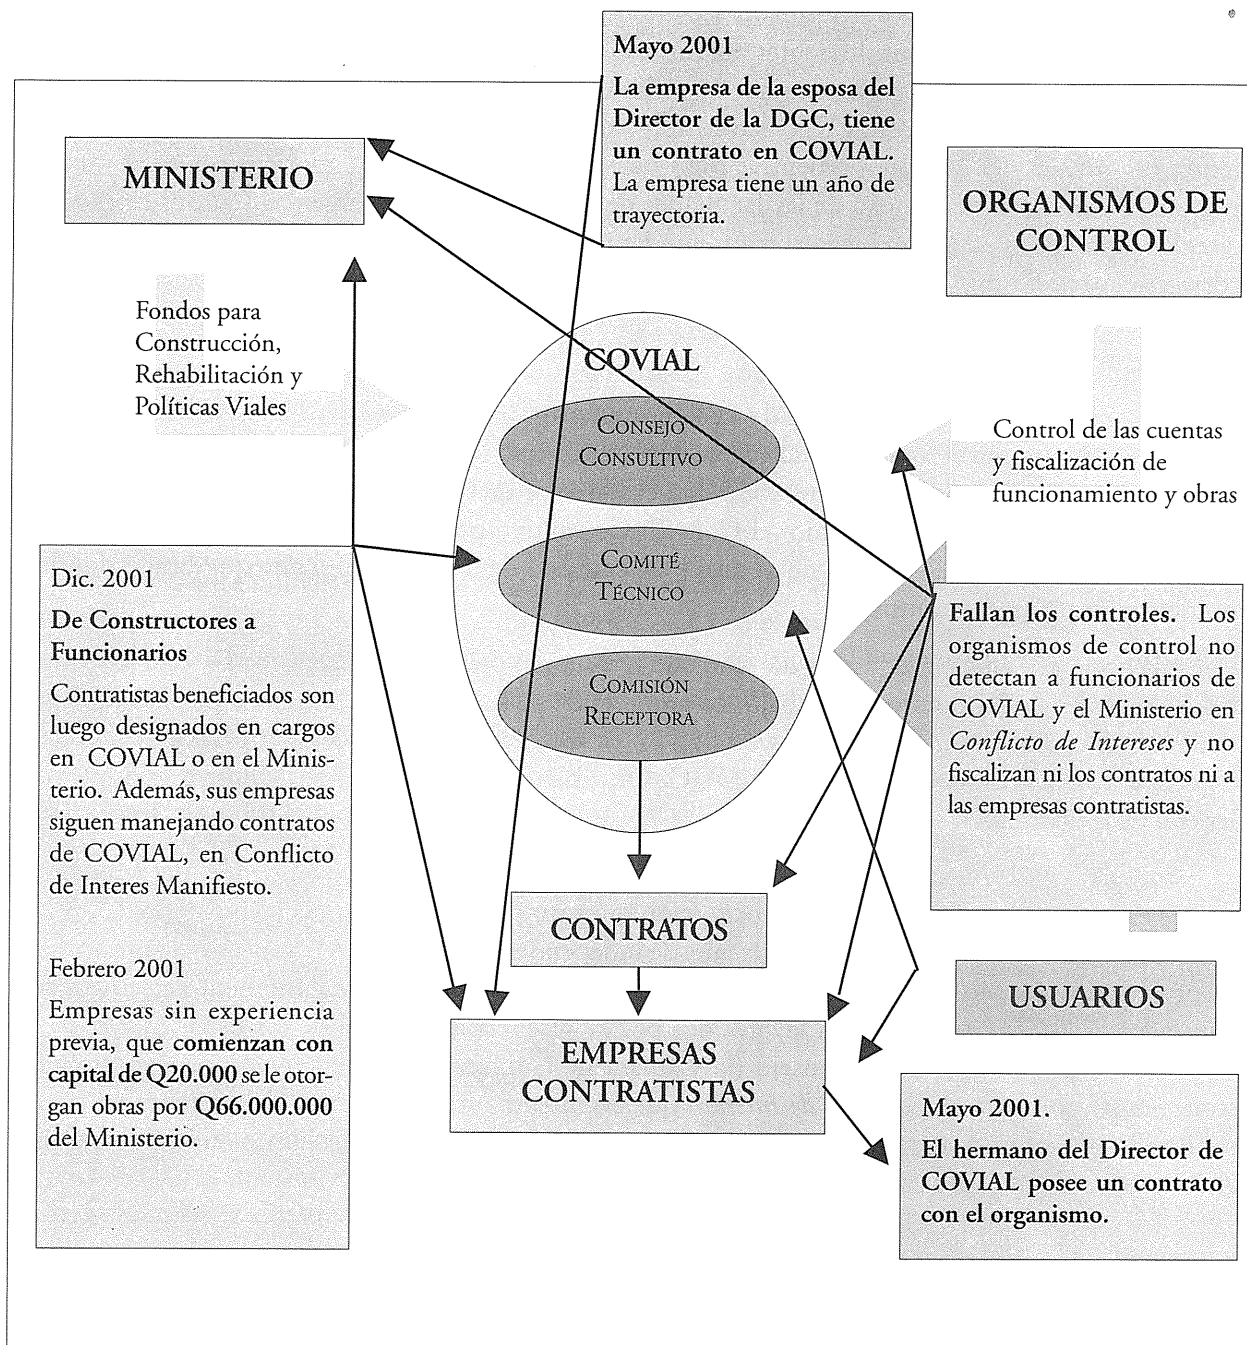 Mayo 2001
La empresa de la esposa del
Director de la DGC, tiene
un contrato en COVIAL.
La empresa tiene un año de
trayectoria.
MINISTERIO
ORGANISMOS DE
CONTROL
Fondos para
Construcción,
Rehabilitación y
Políticas Viales
COVIAL
CONSEJO
CONSULTIVO
COMITÉ
TÉCNICO
COMISIÓN
RECEPTORA
Control de las cuentas
y fiscalización de
funcionamiento y obras
Dic. 2001
De Constructores a
Funcionarios
Contratistas beneficiados son
luego designados en cargos
en COVIAL o en el Minis-
terio. Además, sus empresas
siguen manejando contratos
de COVIAL, en Conflicto
de Interes Manifiesto.
Febrero 2001
Empresas sin experiencia
previa, que comienzan con
capital de Q20.000 se le otor-
gan obras por Q66.000.000
del Ministerio.
Fallan los controles. Los
organismos de control no
detectan a funcionarios de
COVIAL y el Ministerio en
Conflicto de Intereses y no
fiscalizan ni los contratos ni a
las empresas contratistas.
CONTRATOS
USUARIOS
EMPRESAS
CONTRATISTAS
Mayo 2001.
El hermano del Director de
COVIAL posee un contrato
con el organismo.